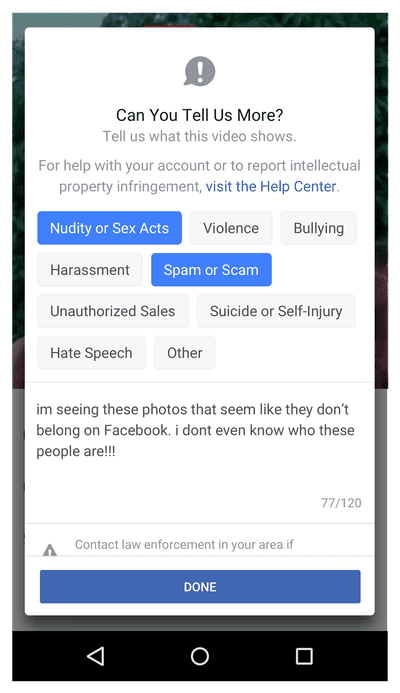 Can You Tell Us More?
Tell us what this video shows.
For help with your account or to report intellectual
property infringement, visit the Help Center.
Nudity or Sex Acts Violence Bullying
Harassment Spam or Scam
Unauthorized Sales Suicide or Self-Injury
Hate Speech Other
im seeing these photos that seem like they don’t
belong on Facebook. i dont even know who these
people are!!!
77/120
Contact law enforcement in your area if
DONE